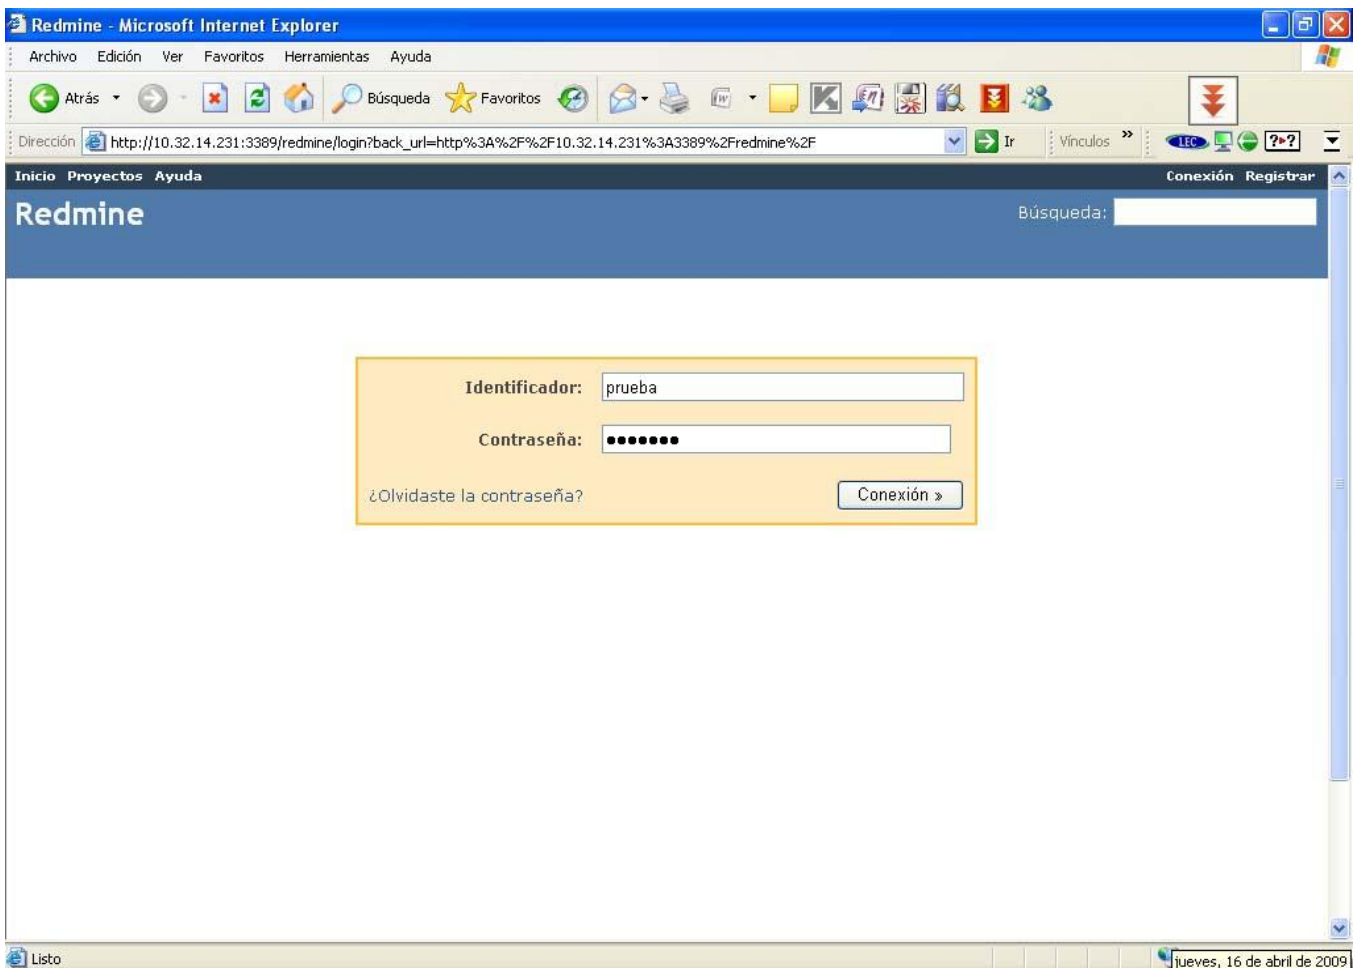 Redmine - Microsoft Internet Explorer
Archivo Edición Ver Favoritos Herramientas Ayuda
Atrás Búsqueda Favoritos
Dirección http://10.32.14.231:3389/redmine/login?back_url=http%3A%2F%2F10.32.14.231%3A3389%2Fredmine%2F Ir Vínculos » LEC ?▸?
Inicio Proyectos Ayuda Conexión Registrar
Redmine Búsqueda:
Identificador: prueba
Contraseña: •••••••
¿Olvidaste la contraseña? Conexión »
Listo jueves, 16 de abril de 2009